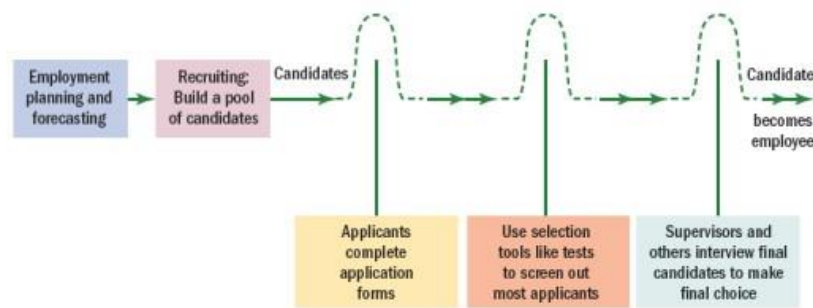 Employment
planning and
forecasting
Recruiting:
Build a pool
of candidates
Candidates
Candidate
becomes
employee
Applicants
complete
application
forms
Use selection
tools like tests
to screen out
most applicants
Supervisors and
others interview final
candidates to make
final choice